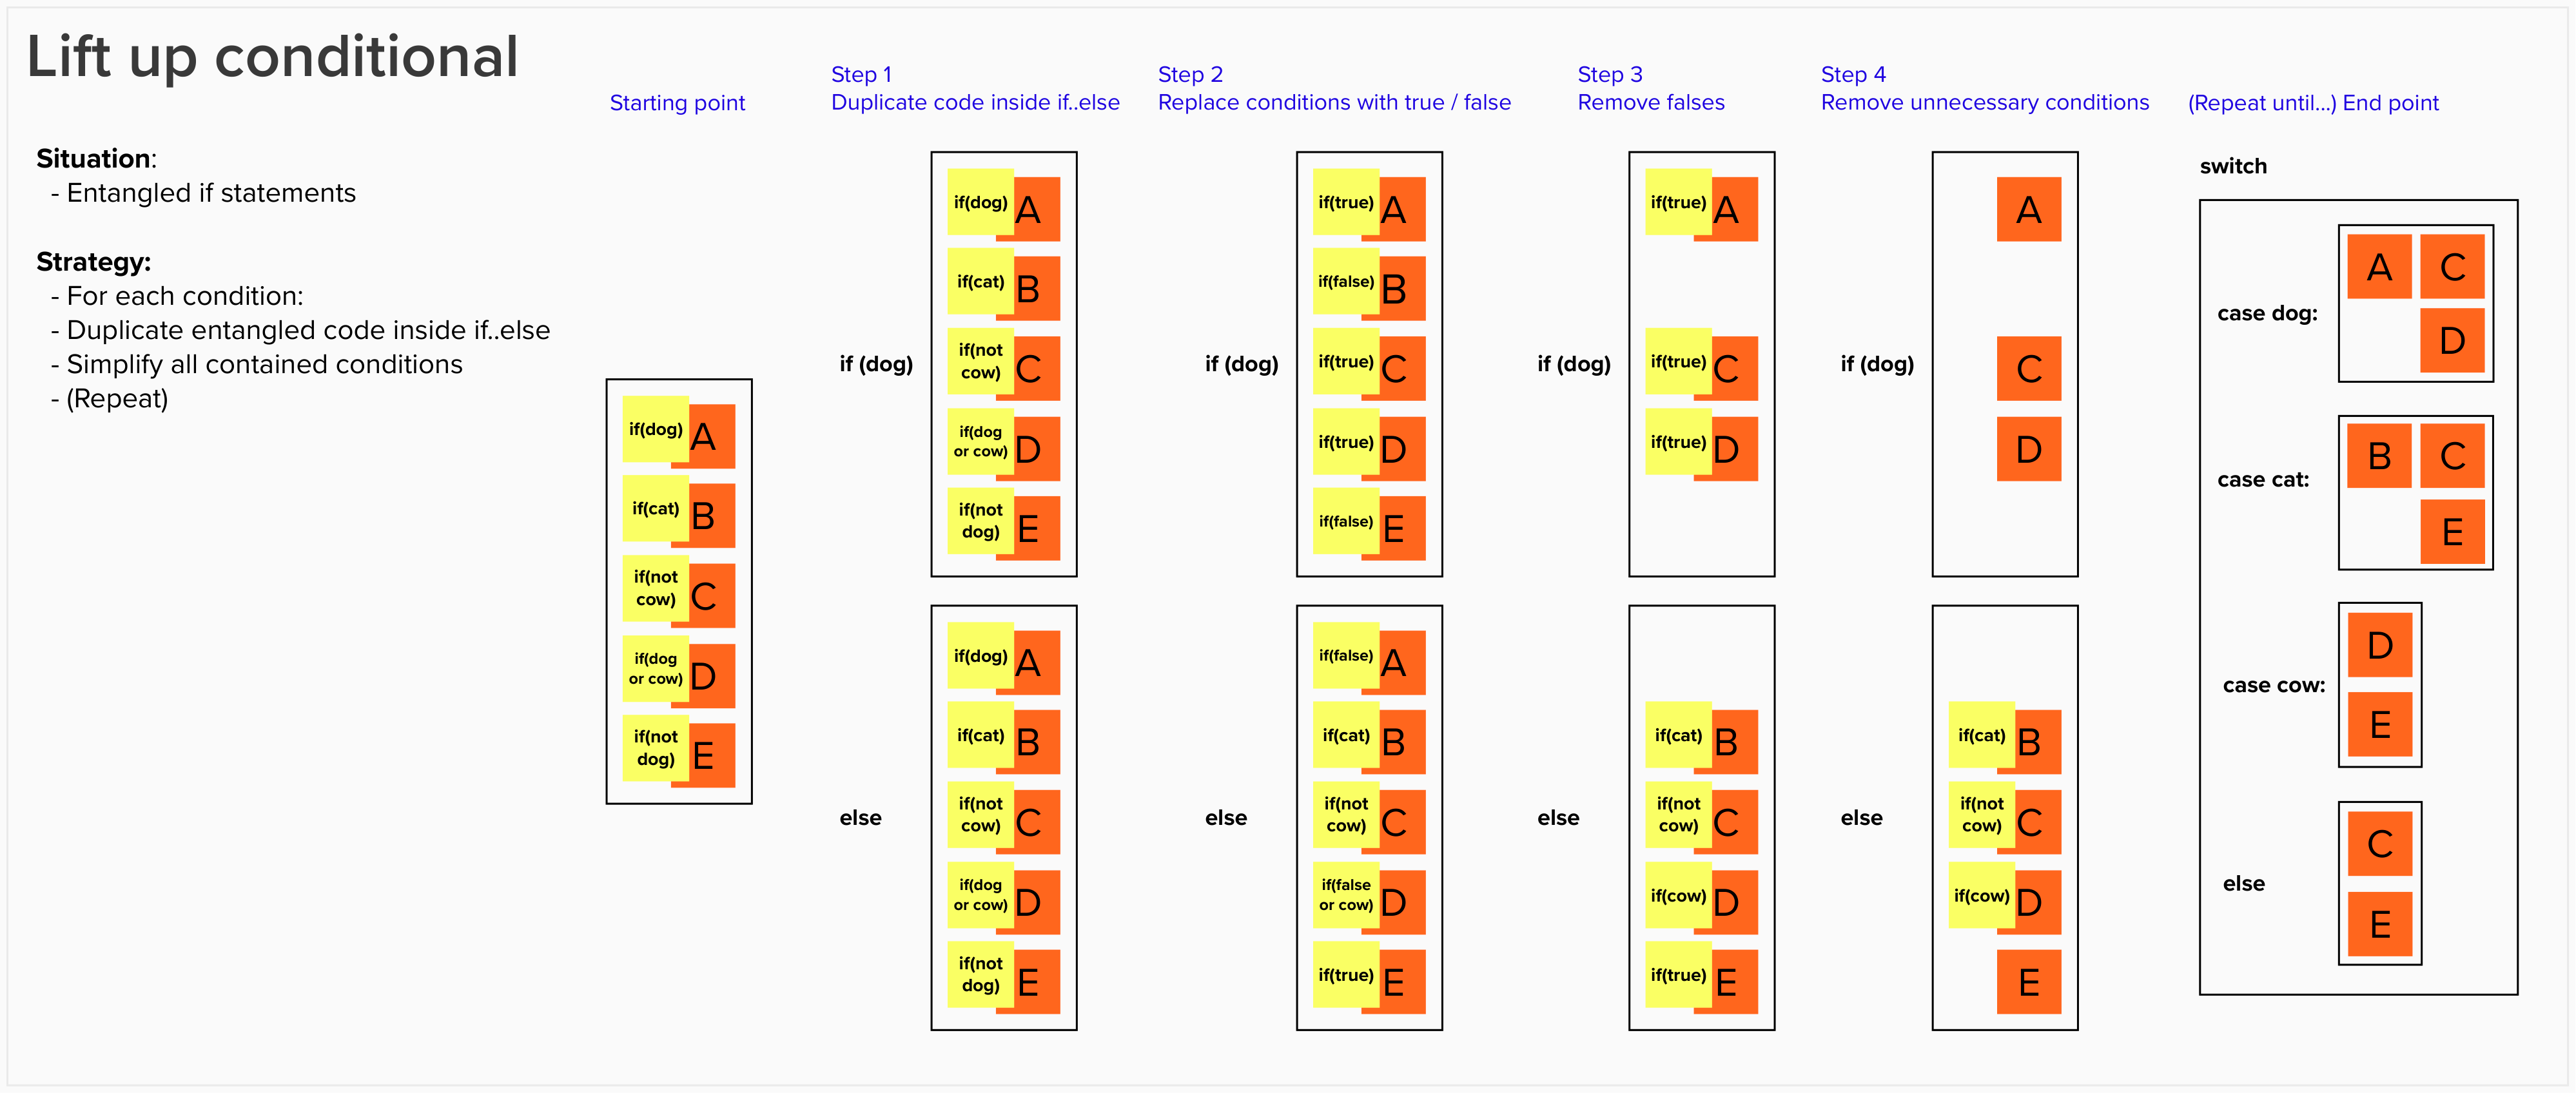 Lift up conditional
Situation:
- Entangled if statements
Strategy:
- For each condition:
- Duplicate entangled code inside if..else
- Simplify all contained conditions
- (Repeat)
Starting point
if(dog) A
if(cat) B
if(not
cow) C
if(dog
or cow) D
if(not
dog) E
Step 1
Duplicate code inside if..else
if (dog)
if(dog) A
if(cat) B
if(not
cow) C
if(dog
or cow) D
if(not
dog) E
else
if(dog) A
if(cat) B
if(not
cow) C
if(dog
or cow) D
if(not
dog) E
Step 2
Replace conditions with true / false
if (dog)
if(true) A
if(false) B
if(true) C
if(true) D
if(false) E
else
if(false) A
if(cat) B
if(not
cow) C
if(false
or cow) D
if(true) E
Step 3
Remove falses
if (dog)
if(true) A
if(true) C
if(true) D
else
if(cat) B
if(not
cow) C
if(cow) D
if(true) E
Step 4
Remove unnecessary conditions
if (dog)
A
C
D
else
if(cat) B
if(not
cow) C
if(cow) D
E
(Repeat until...) End point
switch
case dog:
A C
D
case cat:
B C
E
case cow:
D
E
else
C
E